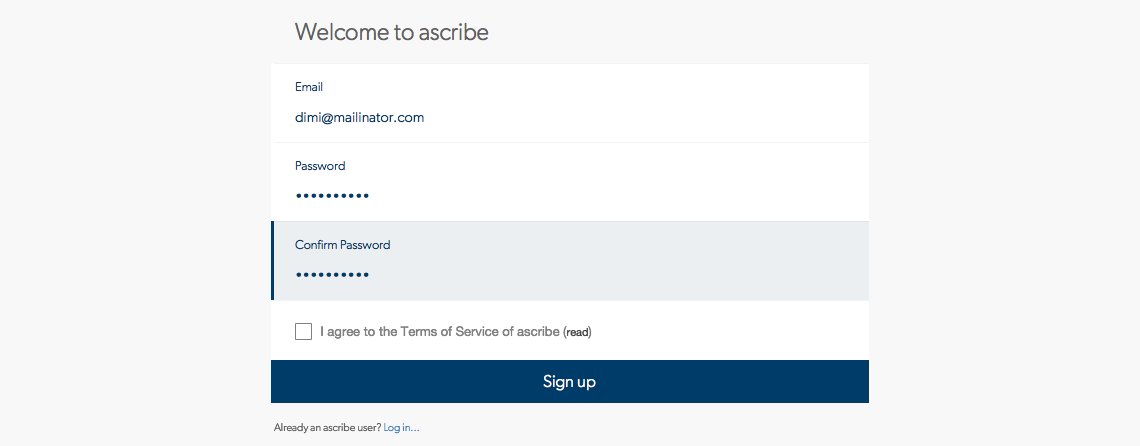 Welcome to ascribe
Email
dimi@mailinator.com
Password
••••••••••
Confirm Password
••••••••••
I agree to the Terms of Service of ascribe (read)
Sign up
Already an ascribe user? Log in...